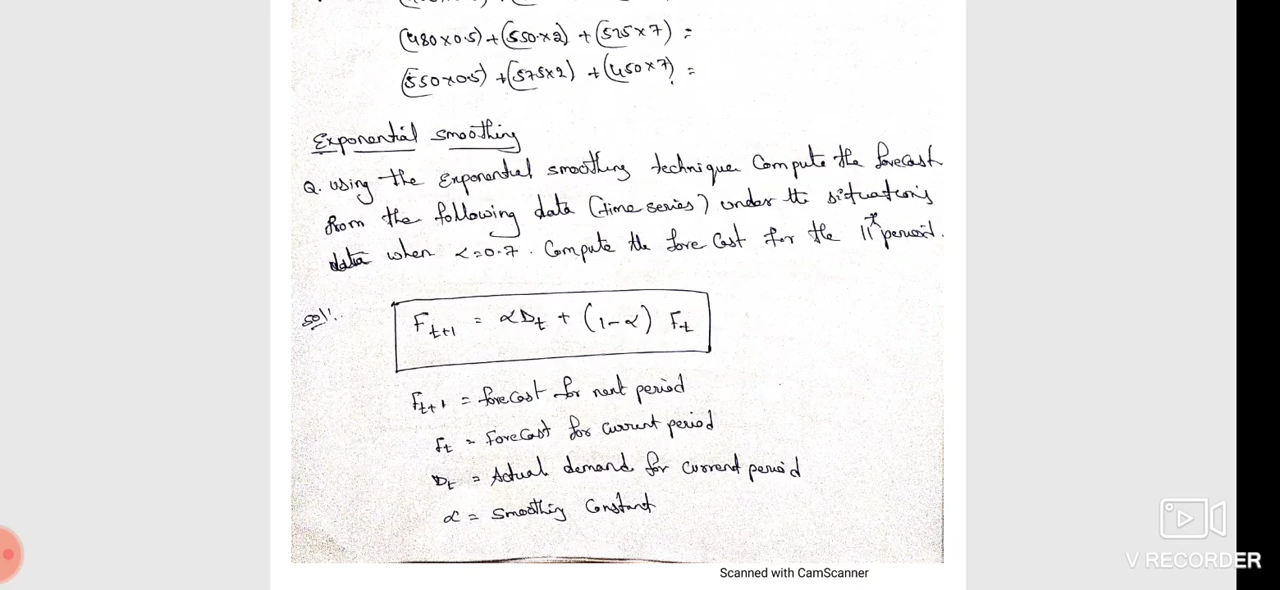 (480×0.5)+(550×2)+(575×7) =
(550×0.5)+(575×2)+(450×7) =
Exponential smoothing
Q. using the Exponential smoothing technique Compute the forecast
from the following data (time series) under the situation's
data when α=0.7. Compute the fore Cast for the 11th period.
Sol:.
Ft+1 = αDt + (1-α) Ft
Ft+1 = forecast for next period
Ft = Forecast for current period
Dt = Actual demand for current period
α = smoothing Constant
Scanned with CamScanner
V RECORDER